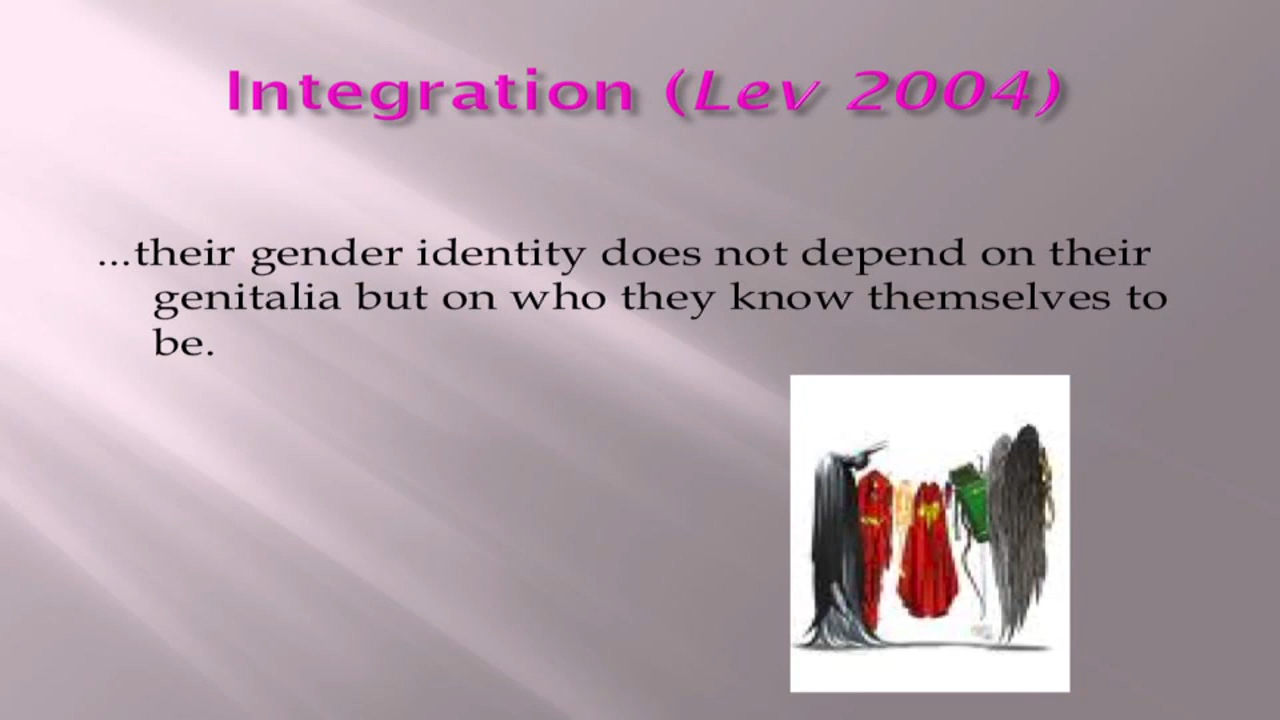 Integration (Lev 2004)
...their gender identity does not depend on their
genitalia but on who they know themselves to
be.